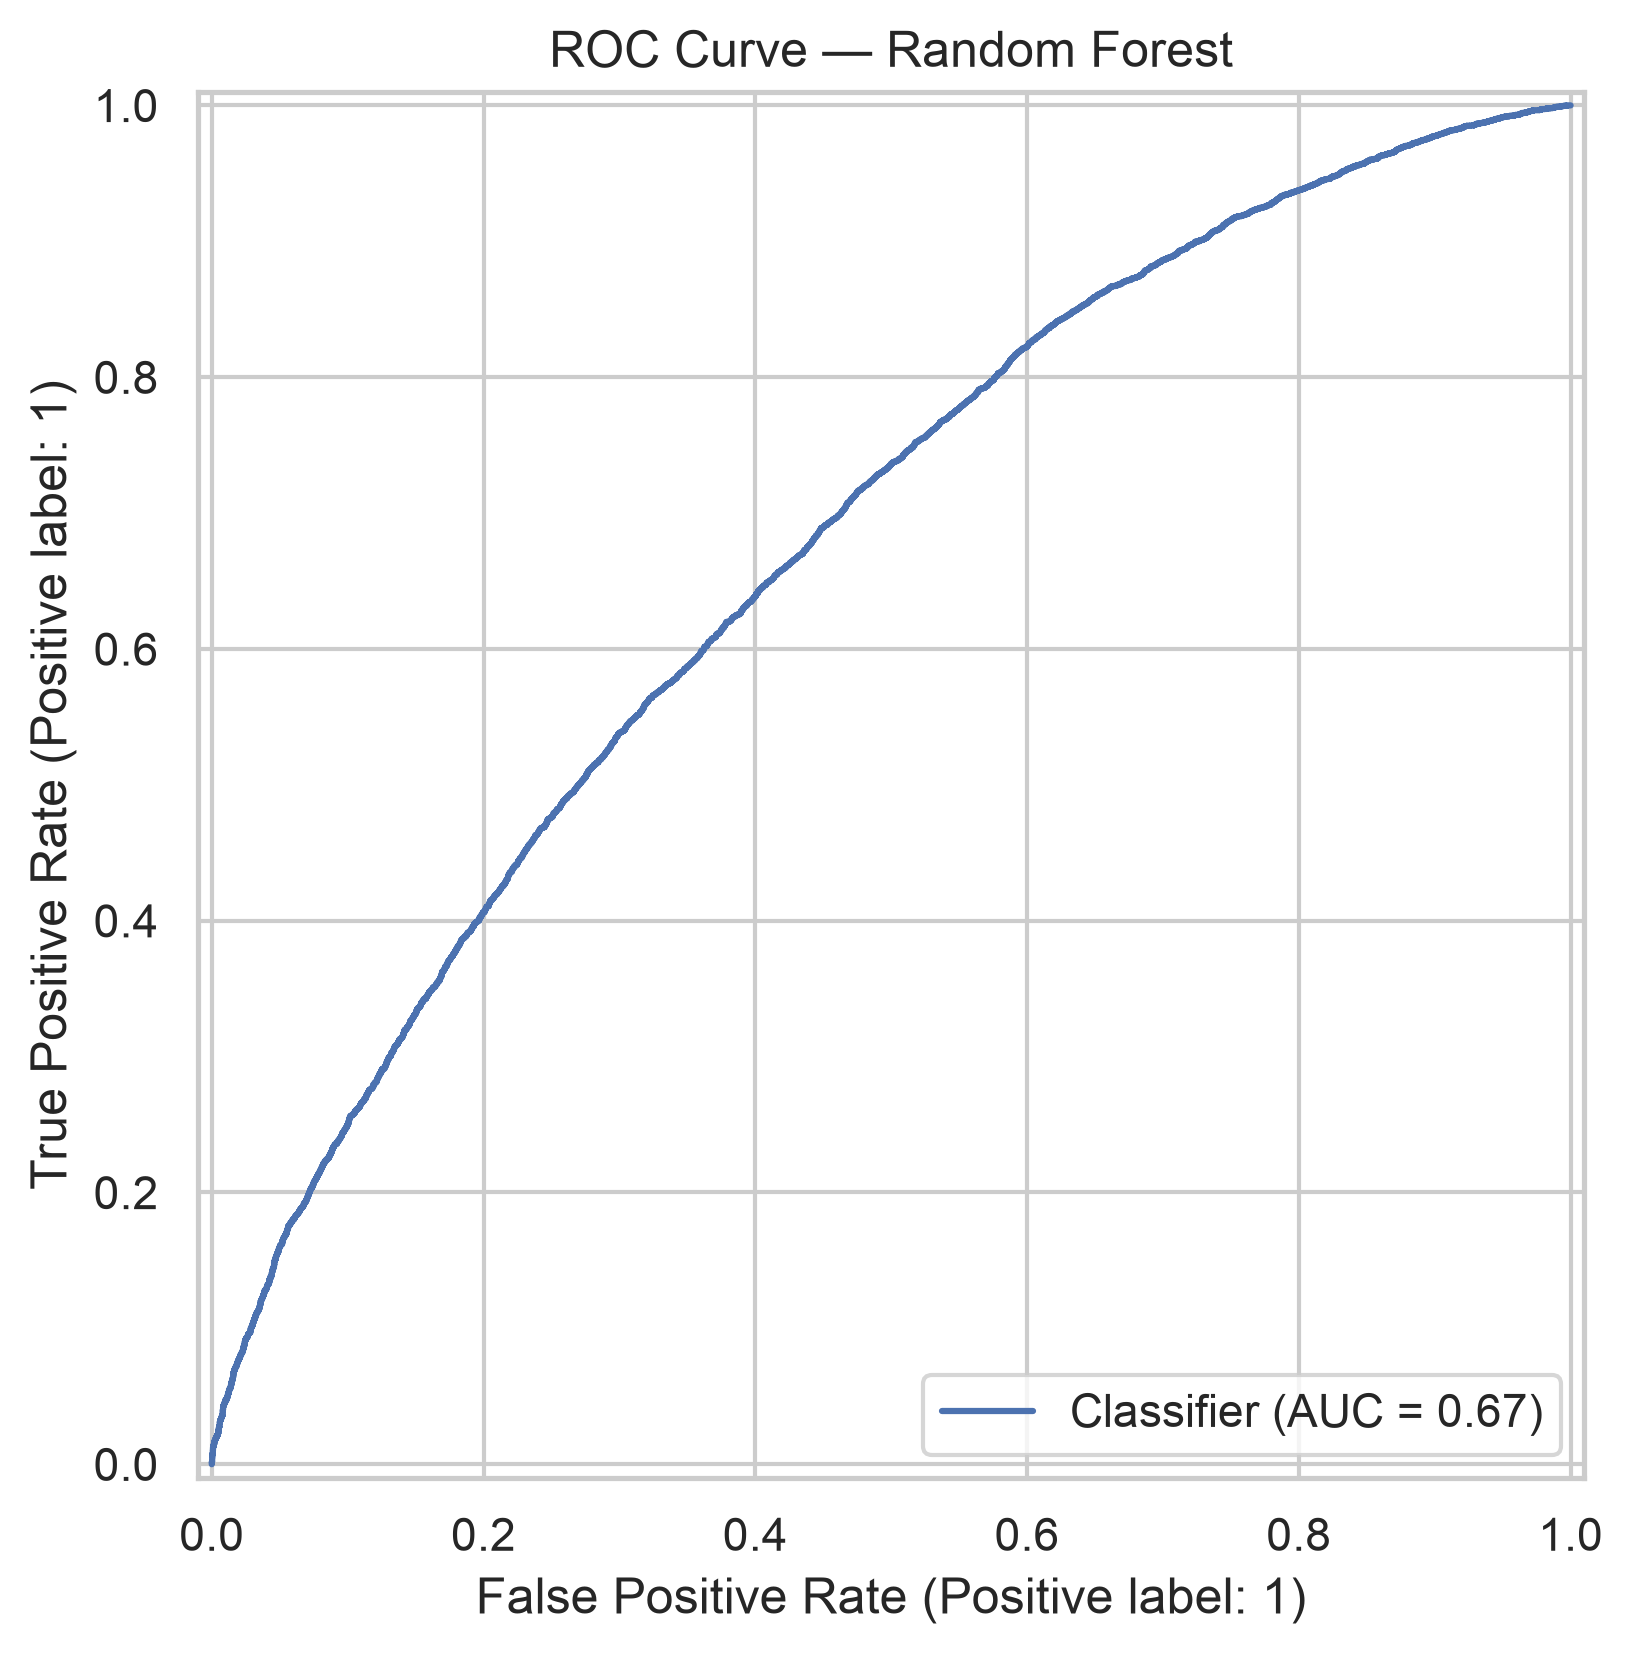 ROC Curve — Random Forest
1.0
0.8
0.6
0.4
0.2
0.0
True Positive Rate (Positive label: 1)
Classifier (AUC = 0.67)
0.0 0.2 0.4 0.6 0.8 1.0
False Positive Rate (Positive label: 1)